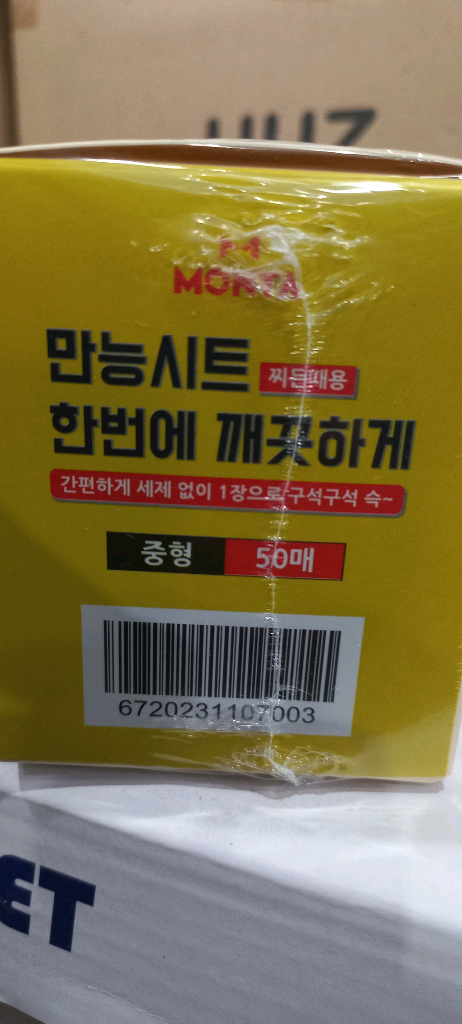 MONTA
만능시트 찌든때용
한번에 깨끗하게
간편하게 세제 없이 1장으로 구석구석 슥~
중형 50매
6720231107003
ET